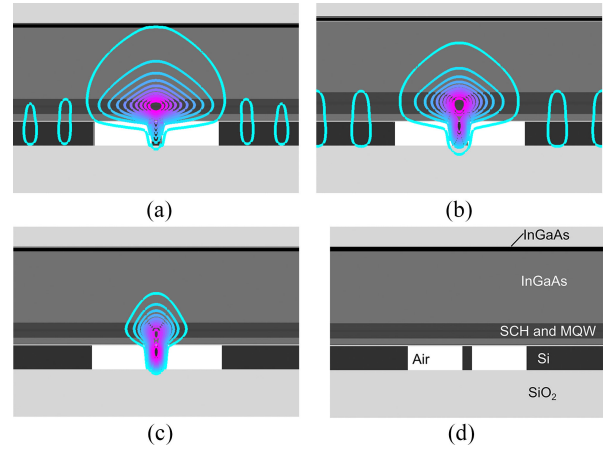 (a)
(b)
InGaAs
InGaAs
SCH and MQW
Air
Si
SiO₂
(c)
(d)